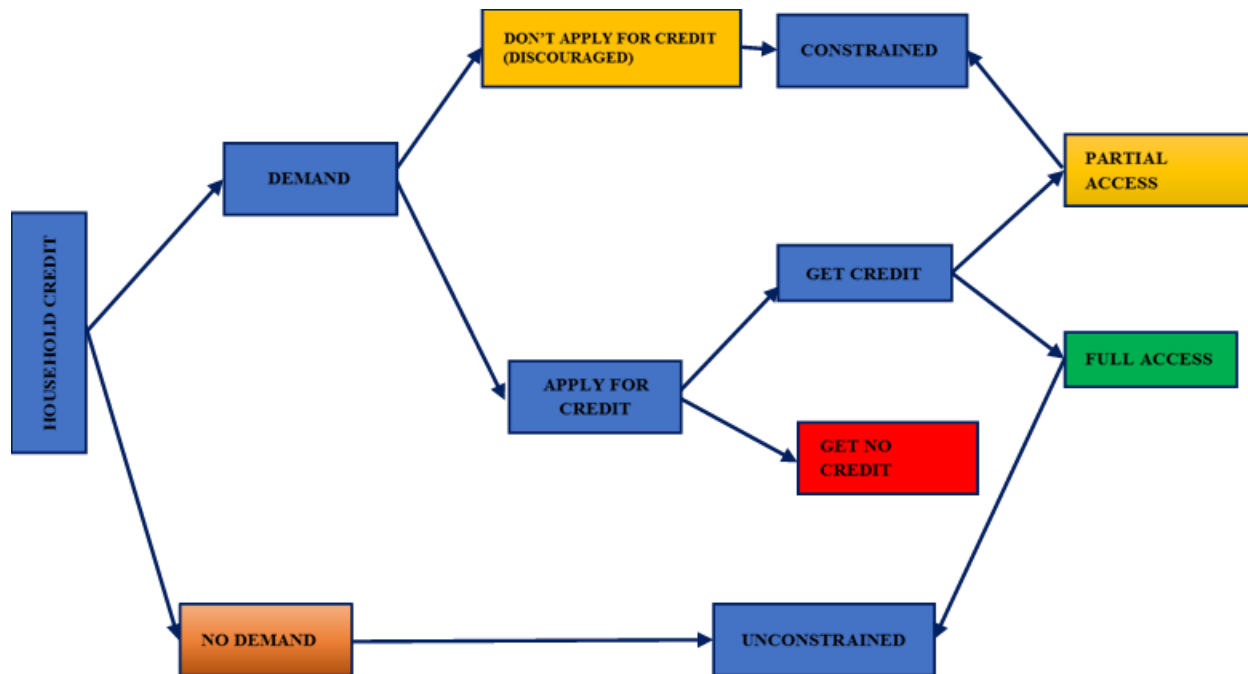 DON'T APPLY FOR CREDIT
(DISCOURAGED)
CONSTRAINED
DEMAND
PARTIAL
ACCESS
HOUSEHOLD CREDIT
GET CREDIT
FULL ACCESS
APPLY FOR
CREDIT
GET NO
CREDIT
NO DEMAND
UNCONSTRAINED